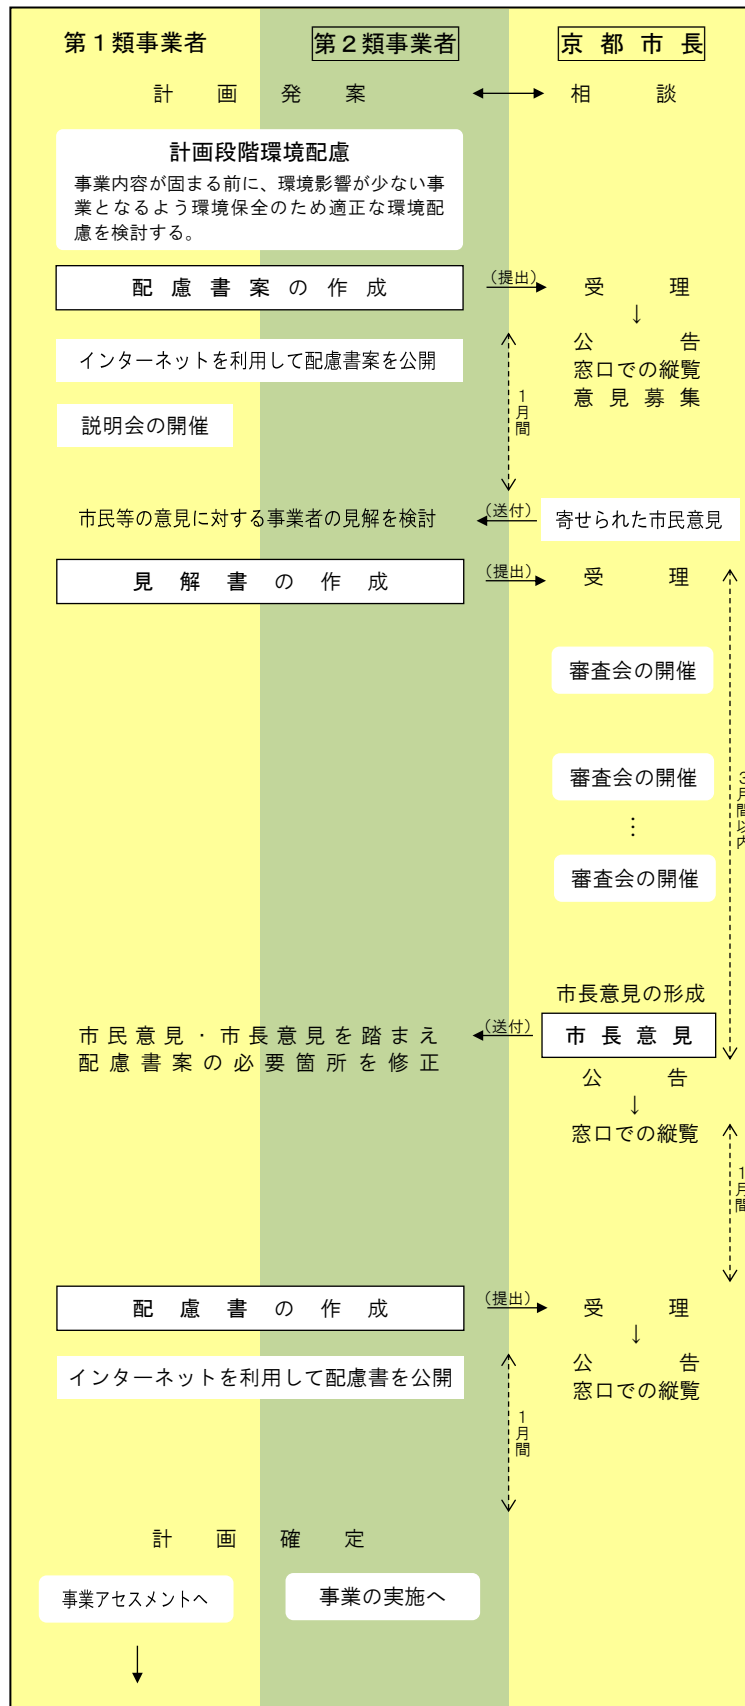 第１類事業者　第２類事業者　京都市長
計画発案　相談
計画段階環境配慮
事業内容が固まる前に、環境影響が少ない事
業となるよう環境保全のため適正な環境配
慮を検討する。
配慮書案の作成　（提出）　受理
↓
インターネットを利用して配慮書案を公開
公告
窓口での縦覧
意見募集
1月間
説明会の開催
市民等の意見に対する事業者の見解を検討　（送付）　寄せられた市民意見
見解書の作成　（提出）　受理
審査会の開催
審査会の開催
…
審査会の開催
3月間以内
市長意見の形成
市民意見・市長意見を踏まえ
配慮書案の必要箇所を修正
（送付）　市長意見
公告
↓
窓口での縦覧
1月間
配慮書の作成　（提出）　受理
↓
インターネットを利用して配慮書を公開
公告
窓口での縦覧
1月間
計画確定
事業アセスメントへ　事業の実施へ
↓